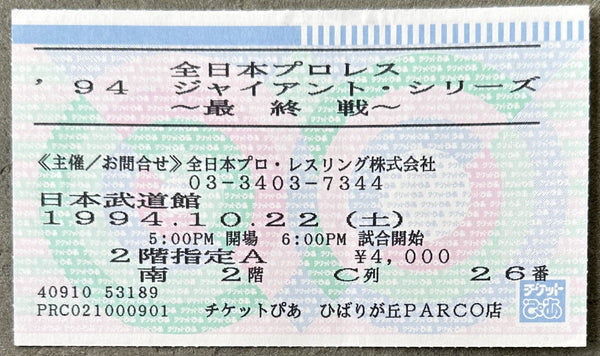 全日本プロレス
'94 ジャイアント・シリーズ
～最終戦～
≪主催／お問合せ≫全日本プロ・レスリング株式会社
03-3403-7344
日本武道館
1994.10.22（土）
5:00PM 開場 6:00PM 試合開始
2階指定A ¥4,000
南 2階 C列 26番
40910 53189
PRC021000901 チケットぴあ ひばりが丘PARCO店
チケット
ぴあ